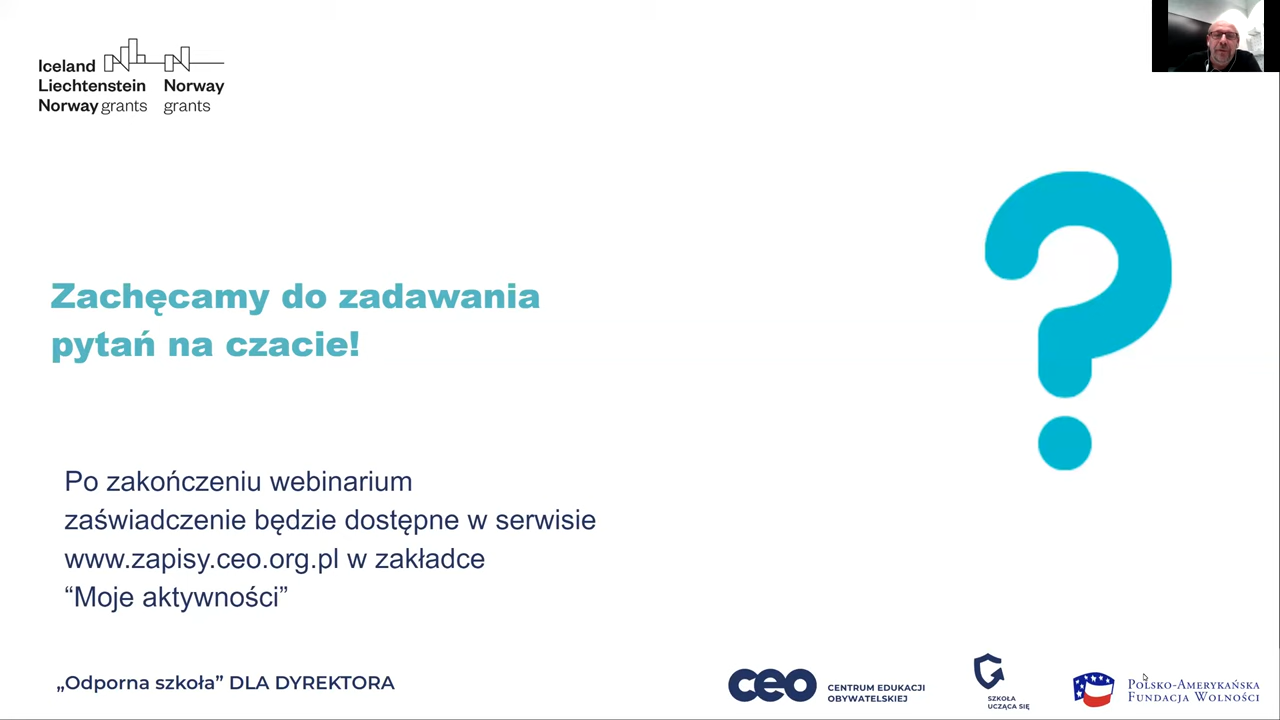 Iceland
Liechtenstein Norway
Norway grants grants
Zachęcamy do zadawania
pytań na czacie!
Po zakończeniu webinarium
zaświadczenie będzie dostępne w serwisie
www.zapisy.ceo.org.pl w zakładce
“Moje aktywności”
„Odporna szkoła” DLA DYREKTORA
ceo CENTRUM EDUKACJI
OBYWATELSKIEJ
SZKOŁA
UCZĄCA SIĘ
POLSKO-AMERYKAŃSKA
FUNDACJA WOLNOŚCI